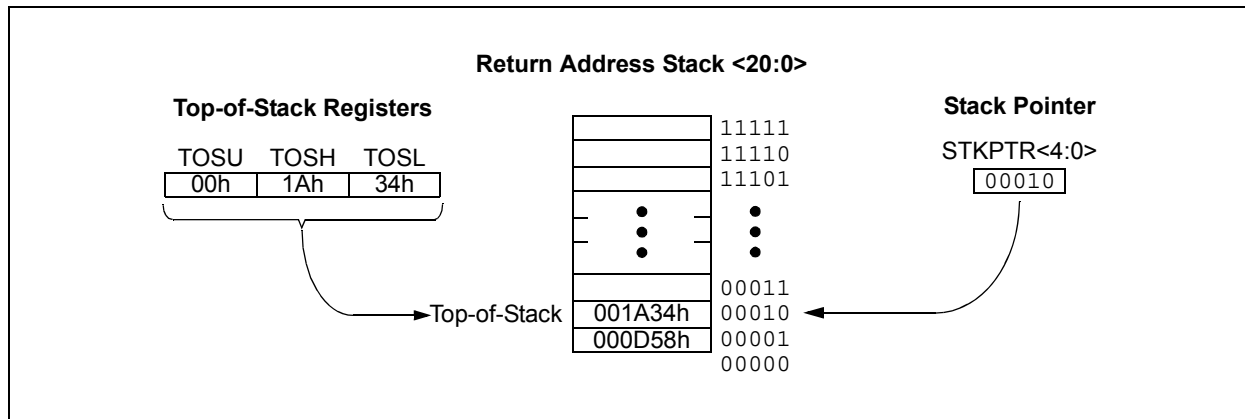 Return Address Stack <20:0>
Top-of-Stack Registers
Stack Pointer
TOSU TOSH TOSL
STKPTR<4:0>
00h 1Ah 34h
00010
11111
11110
11101
00011
Top-of-Stack 001A34h 00010
000D58h 00001
00000